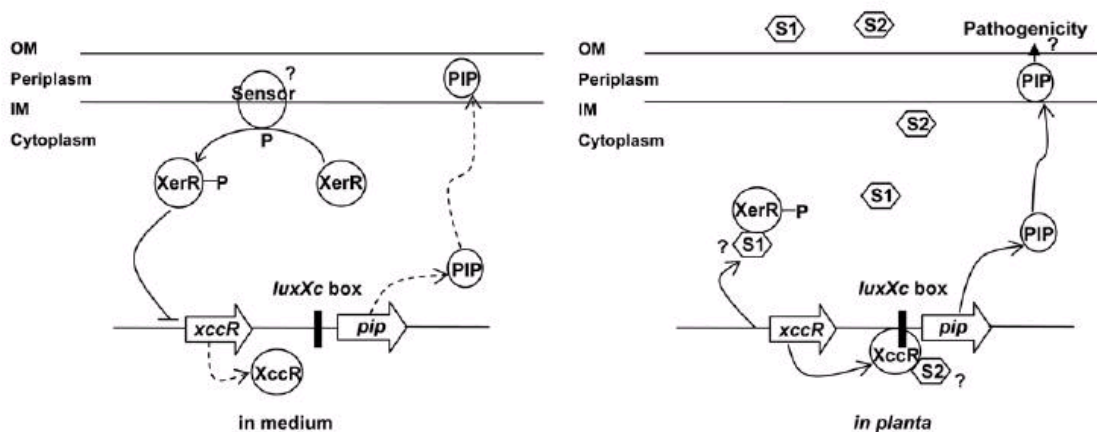 OM
Periplasm
IM
Cytoplasm
?
Sensor
P
PIP
XerR
P
XerR
PIP
luxXc box
xccR
pip
XccR
in medium
S1
S2
Pathogenicity
?
OM
Periplasm
IM
Cytoplasm
PIP
S2
S1
XerR
P
?
S1
PIP
luxXc box
xccR
pip
XccR
S2
?
in planta